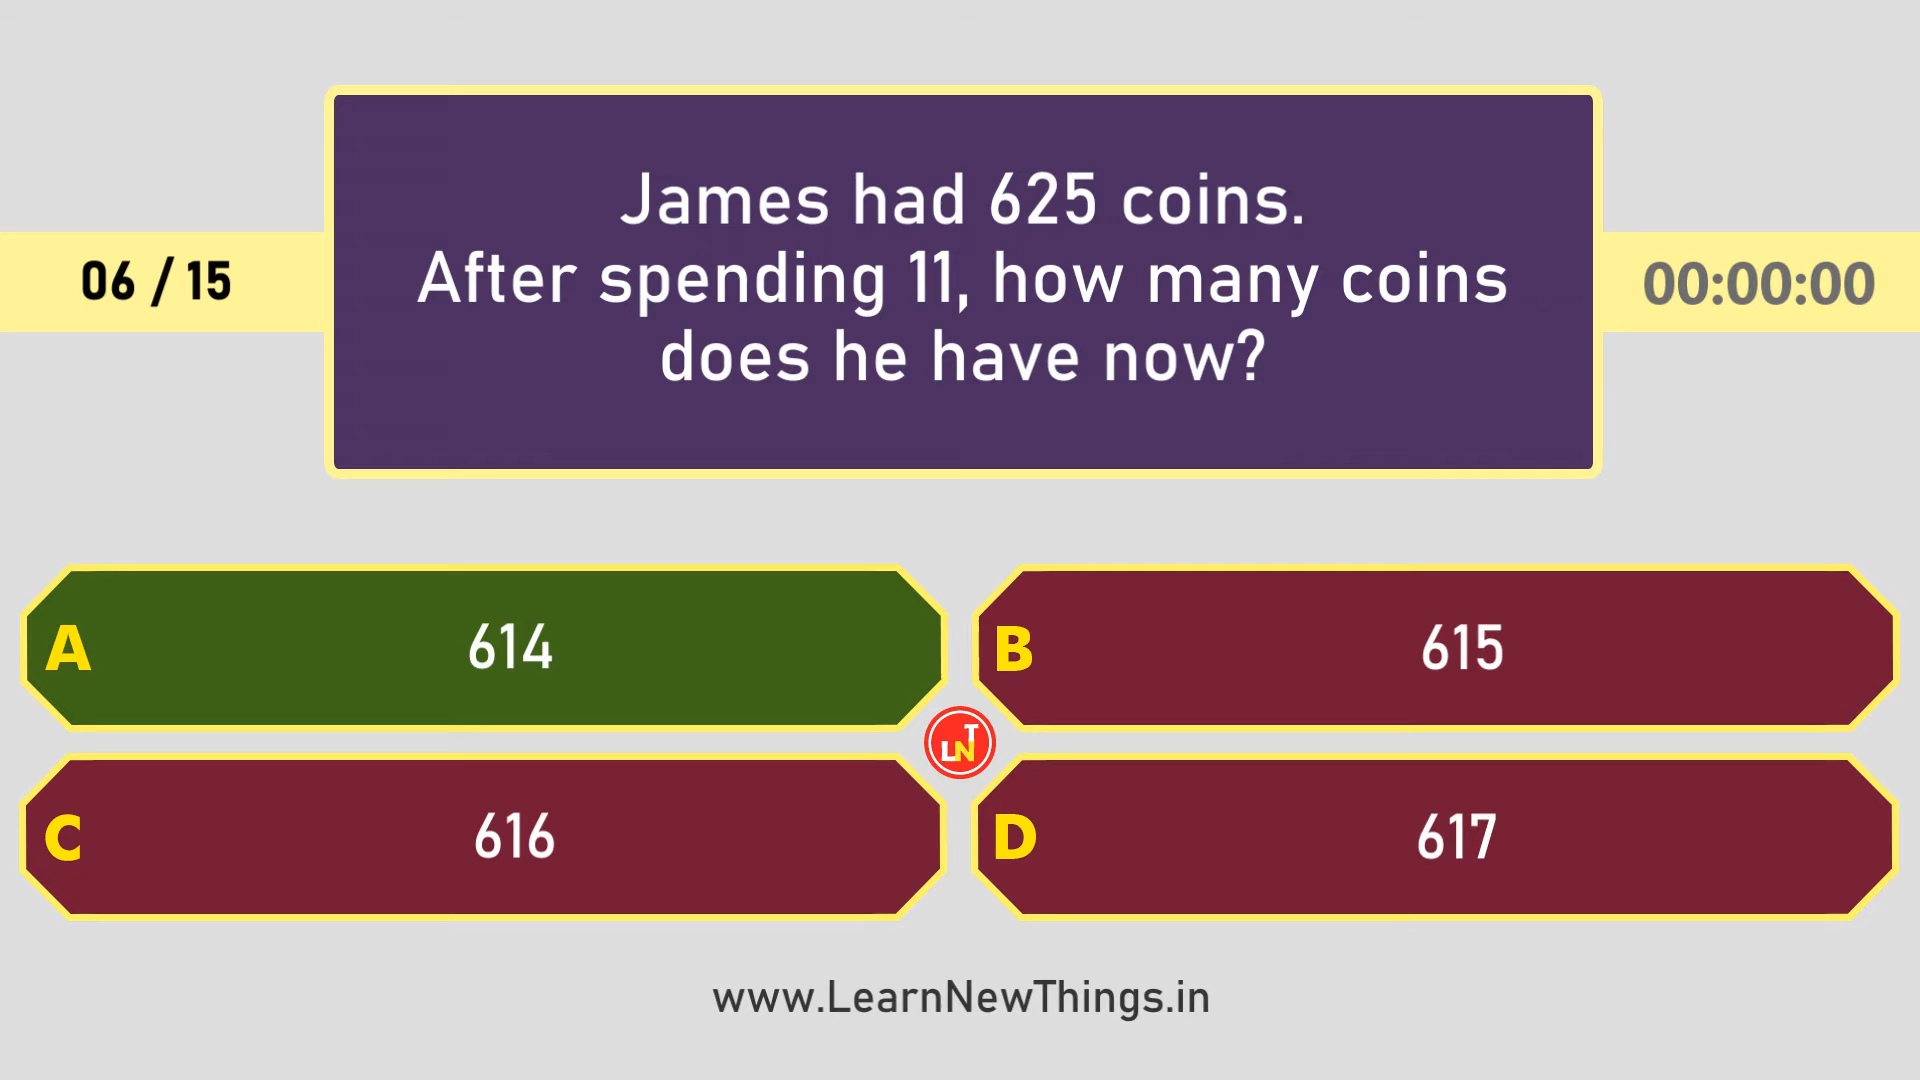 James had 625 coins.
After spending 11, how many coins
does he have now?
06 / 15
00:00:00
A 614
B 615
C 616
D 617
LNT
www.LearnNewThings.in